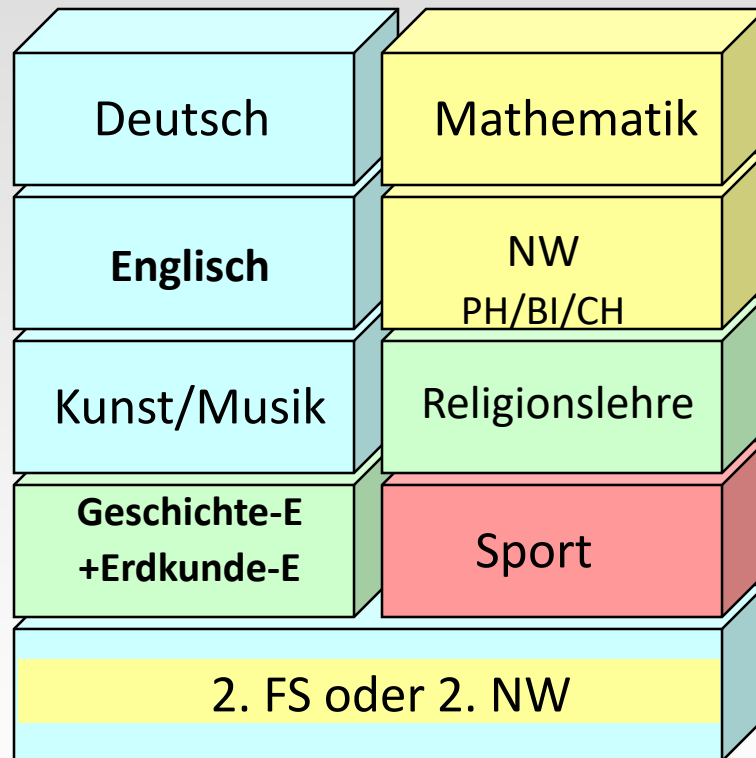 Deutsch
Mathematik
Englisch
NW
PH/BI/CH
Kunst/Musik
Religionslehre
Geschichte-E
+Erdkunde-E
Sport
2. FS oder 2. NW